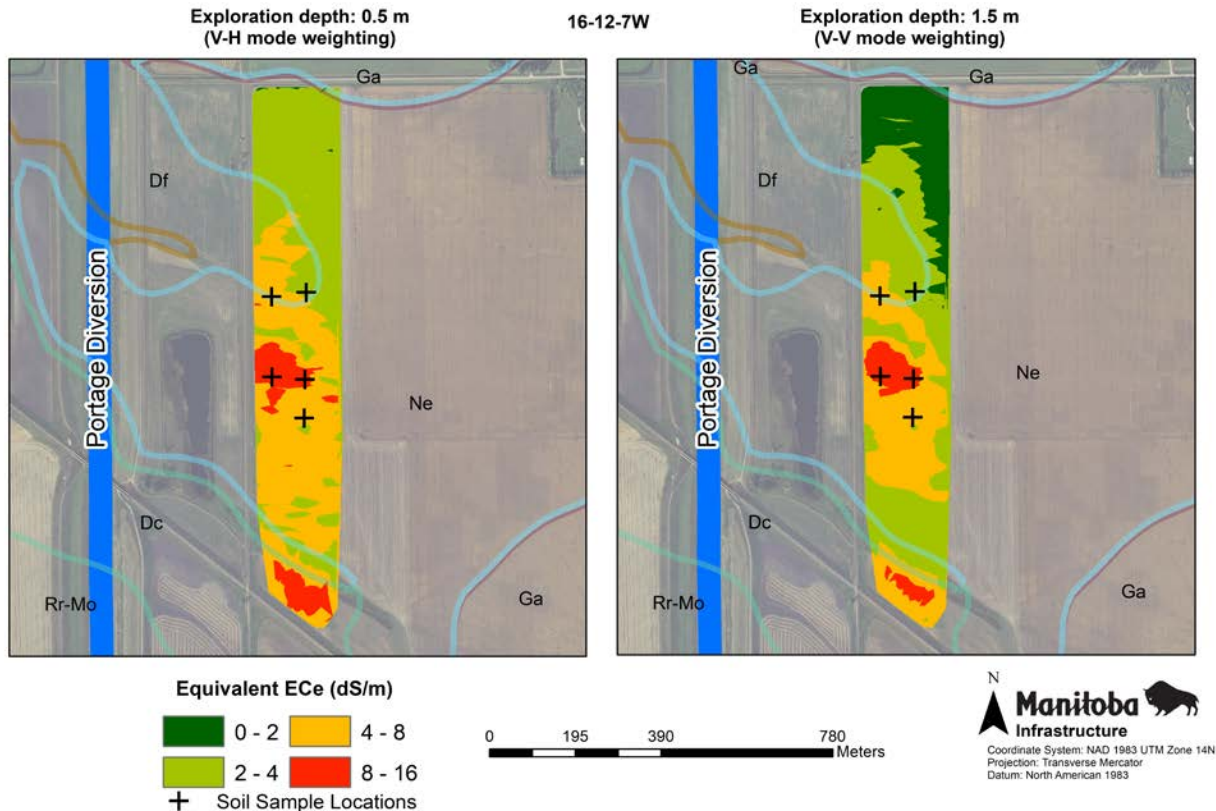 Exploration depth: 0.5 m
(V-H mode weighting)
16-12-7W
Exploration depth: 1.5 m
(V-V mode weighting)
Ga
Df
Portage Diversion
Ne
Dc
Rr-Mo
Ga
Ga
Ga
Df
Portage Diversion
Ne
Dc
Rr-Mo
Ga
Equivalent ECe (dS/m)
0 - 2
4 - 8
2 - 4
8 - 16
Soil Sample Locations
0 195 390 780
Meters
N
Manitoba
Infrastructure
Coordinate System: NAD 1983 UTM Zone 14N
Projection: Transverse Mercator
Datum: North American 1983